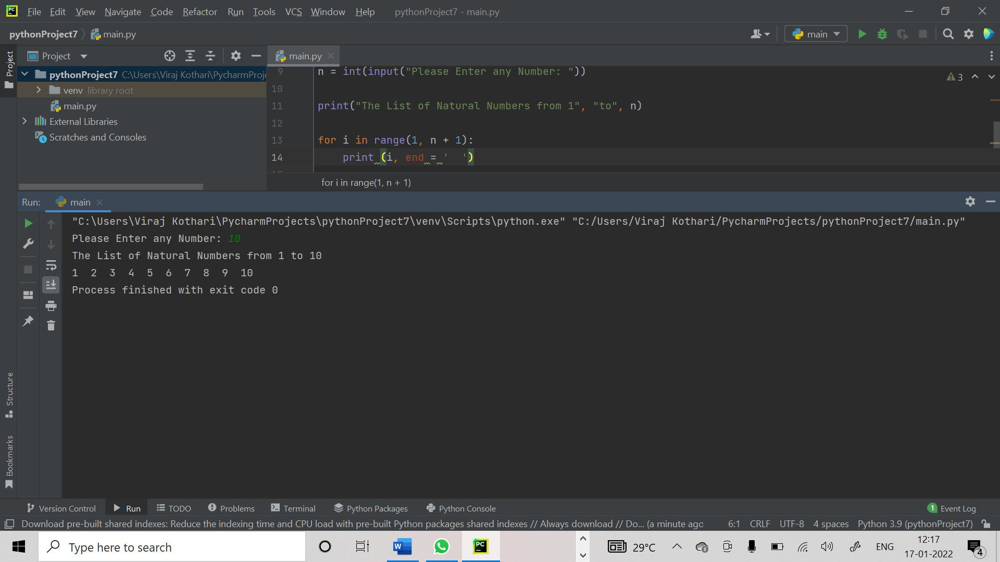 PC File Edit View Navigate Code Refactor Run Tools VCS Window Help pythonProject7 - main.py
pythonProject7 main.py main
Project
Project main.py
pythonProject7 C:\Users\Viraj Kothari\PycharmProje
venv library root
main.py
External Libraries
Scratches and Consoles
9 n = int(input("Please Enter any Number: "))
3
10
11 print("The List of Natural Numbers from 1", "to", n)
12
13 for i in range(1, n + 1):
14     print (i, end = '  ')
for i in range(1, n + 1)
Run: main
"C:\Users\Viraj Kothari\PycharmProjects\pythonProject7\venv\Scripts\python.exe" "C:/Users/Viraj Kothari/PycharmProjects/pythonProject7/main.py"
Please Enter any Number: 10
The List of Natural Numbers from 1 to 10
1  2  3  4  5  6  7  8  9  10
Process finished with exit code 0
Structure
Bookmarks
Version Control Run TODO Problems Terminal Python Packages Python Console 1 Event Log
Download pre-built shared indexes: Reduce the indexing time and CPU load with pre-built Python packages shared indexes // Always download // Do... (a minute ago 6:1 CRLF UTF-8 4 spaces Python 3.9 (pythonProject7)
Type here to search W PC 29°C ENG 12:17
17-01-2022 4